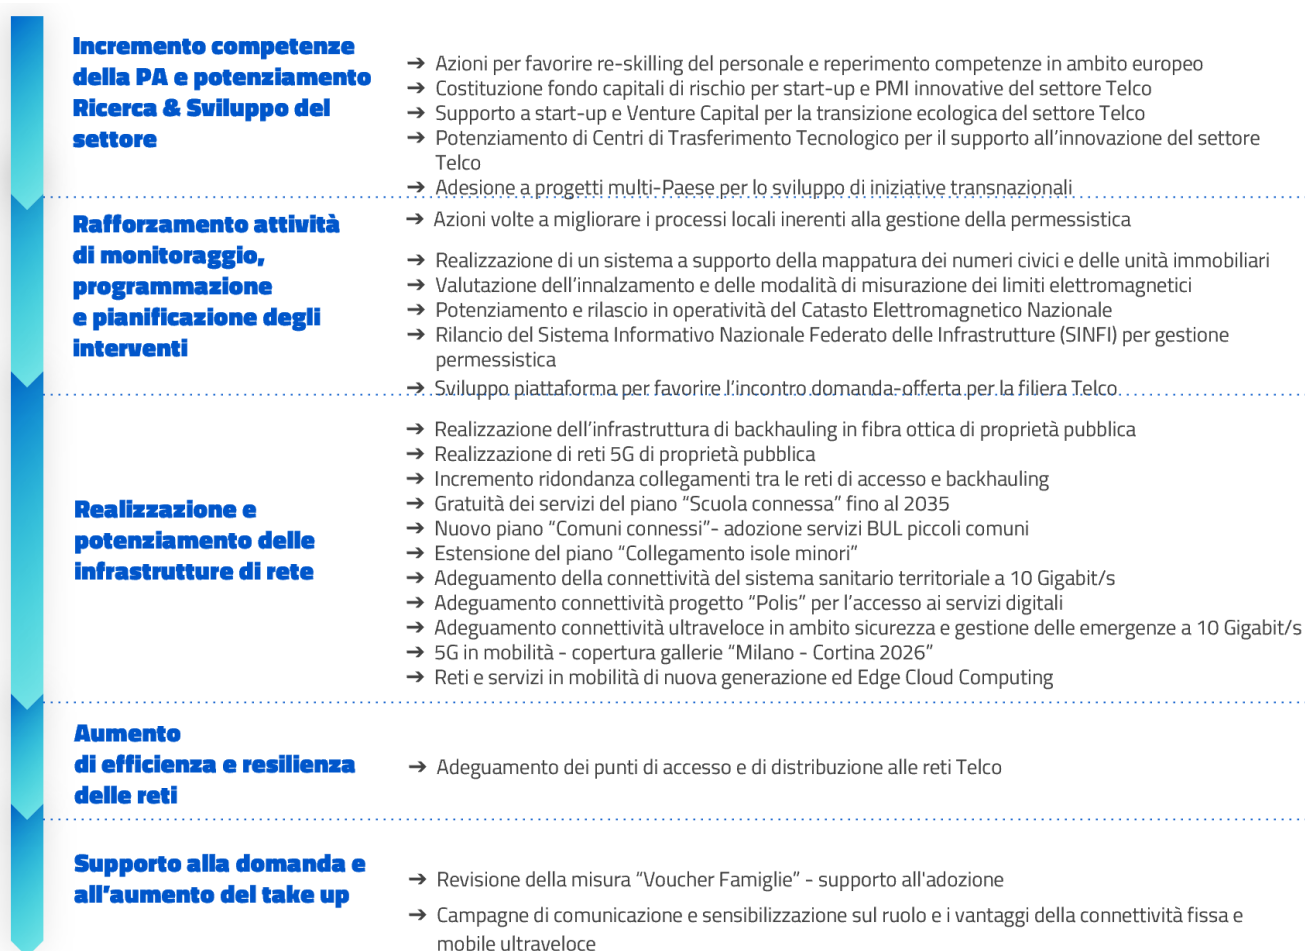 Incremento competenze
della PA e potenziamento
Ricerca & Sviluppo del
settore
➔ Azioni per favorire re-skilling del personale e reperimento competenze in ambito europeo
➔ Costituzione fondo capitali di rischio per start-up e PMI innovative del settore Telco
➔ Supporto a start-up e Venture Capital per la transizione ecologica del settore Telco
➔ Potenziamento di Centri di Trasferimento Tecnologico per il supporto all’innovazione del settore
Telco
➔ Adesione a progetti multi-Paese per lo sviluppo di iniziative transnazionali
Rafforzamento attività
di monitoraggio,
programmazione
e pianificazione degli
interventi
➔ Azioni volte a migliorare i processi locali inerenti alla gestione della permessistica
➔ Realizzazione di un sistema a supporto della mappatura dei numeri civici e delle unità immobiliari
➔ Valutazione dell’innalzamento e delle modalità di misurazione dei limiti elettromagnetici
➔ Potenziamento e rilascio in operatività del Catasto Elettromagnetico Nazionale
➔ Rilancio del Sistema Informativo Nazionale Federato delle Infrastrutture (SINFI) per gestione
permessistica
➔ Sviluppo piattaforma per favorire l’incontro domanda-offerta per la filiera Telco
Realizzazione e
potenziamento delle
infrastrutture di rete
➔ Realizzazione dell’infrastruttura di backhauling in fibra ottica di proprietà pubblica
➔ Realizzazione di reti 5G di proprietà pubblica
➔ Incremento ridondanza collegamenti tra le reti di accesso e backhauling
➔ Gratuità dei servizi del piano “Scuola connessa” fino al 2035
➔ Nuovo piano “Comuni connessi”- adozione servizi BUL piccoli comuni
➔ Estensione del piano “Collegamento isole minori”
➔ Adeguamento della connettività del sistema sanitario territoriale a 10 Gigabit/s
➔ Adeguamento connettività progetto “Polis” per l’accesso ai servizi digitali
➔ Adeguamento connettività ultraveloce in ambito sicurezza e gestione delle emergenze a 10 Gigabit/s
➔ 5G in mobilità - copertura gallerie “Milano - Cortina 2026”
➔ Reti e servizi in mobilità di nuova generazione ed Edge Cloud Computing
Aumento
di efficienza e resilienza
delle reti
➔ Adeguamento dei punti di accesso e di distribuzione alle reti Telco
Supporto alla domanda e
all’aumento del take up
➔ Revisione della misura “Voucher Famiglie” - supporto all'adozione
➔ Campagne di comunicazione e sensibilizzazione sul ruolo e i vantaggi della connettività fissa e
mobile ultraveloce